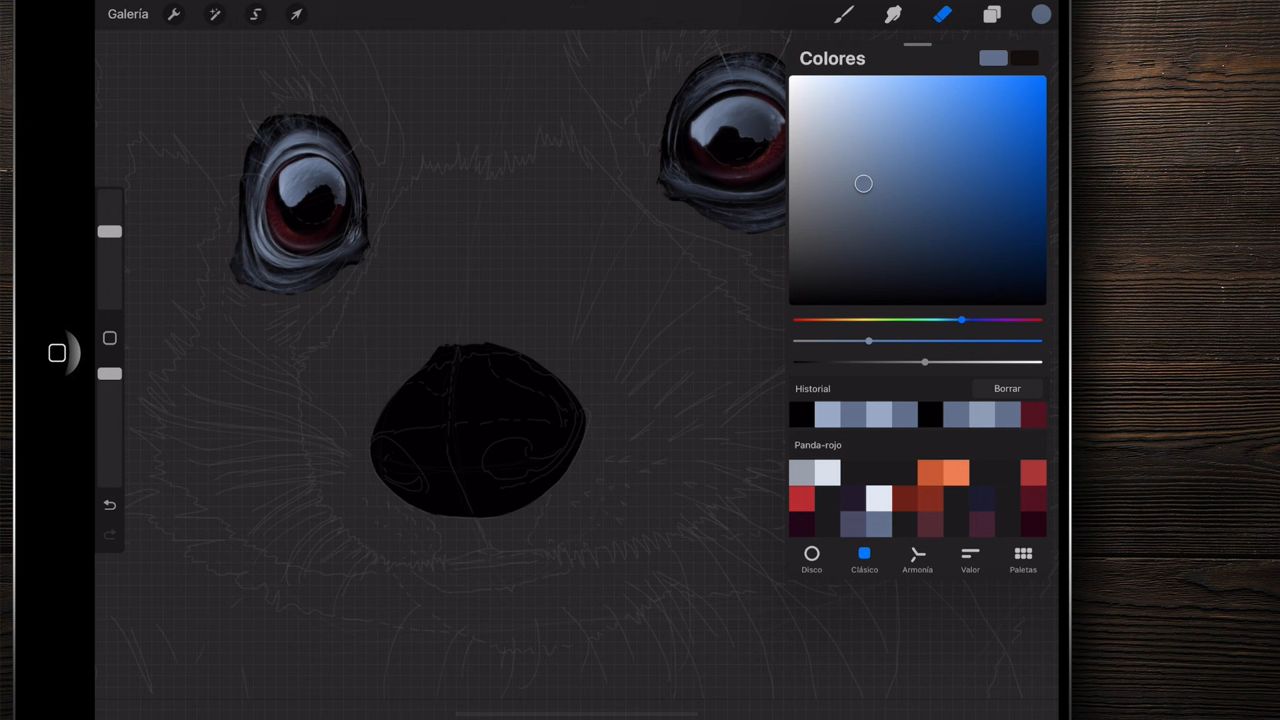 Galería
Colores
Historial
Borrar
Panda-rojo
Disco
Clásico
Armonía
Valor
Paletas